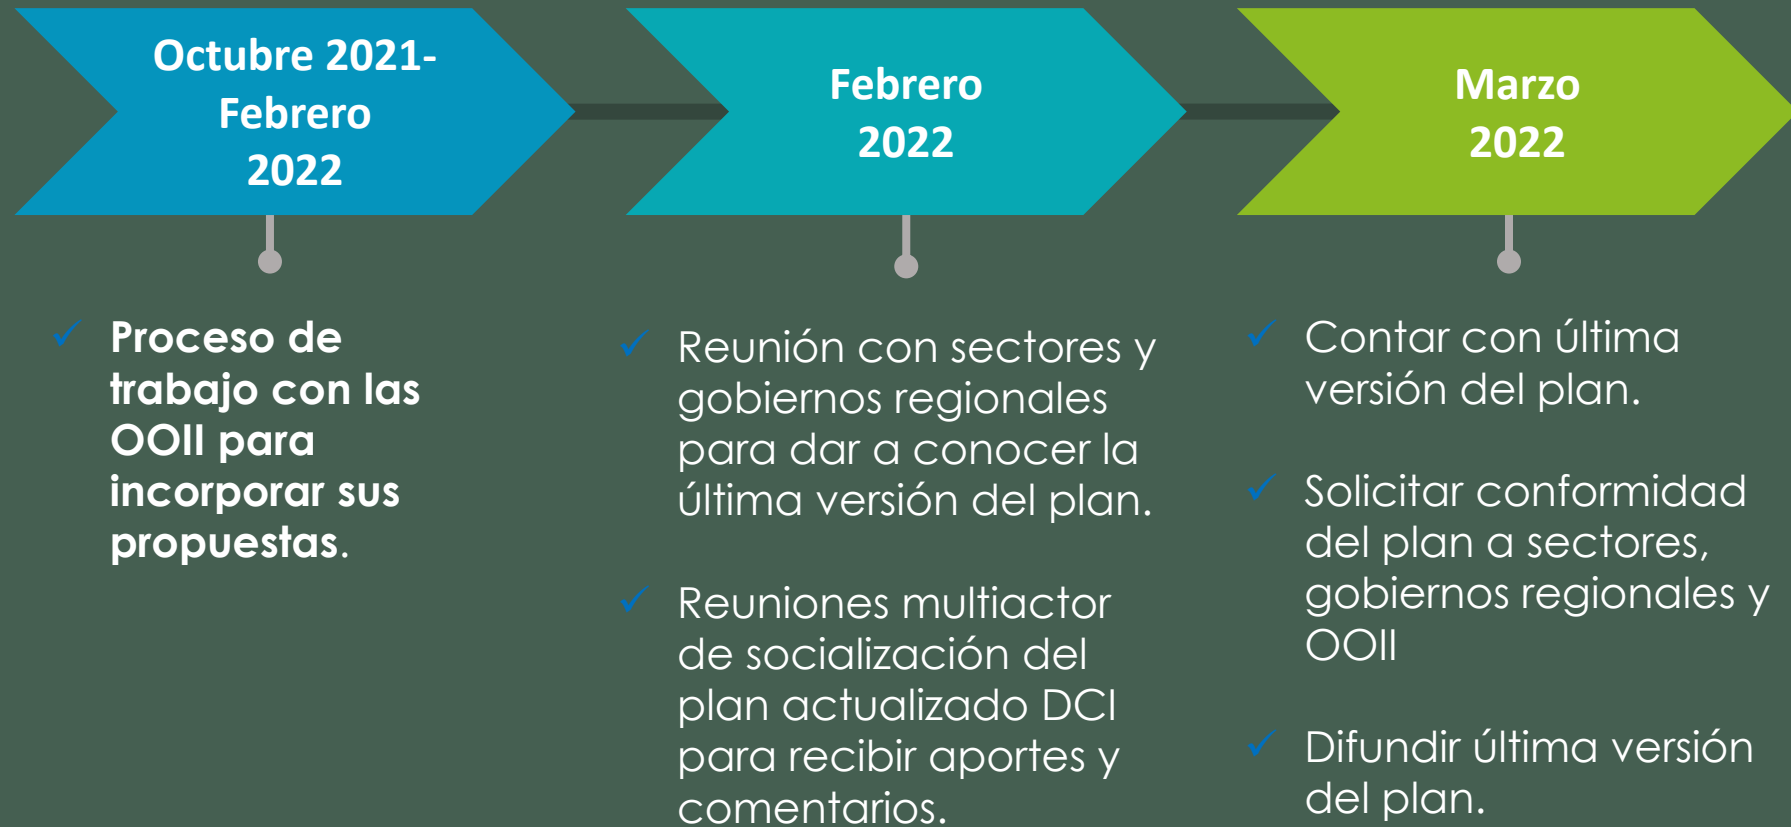 Octubre 2021-
Febrero
2022
Febrero
2022
Marzo
2022
✓ Proceso de
trabajo con las
OOII para
incorporar sus
propuestas.
✓ Reunión con sectores y
gobiernos regionales
para dar a conocer la
última versión del plan.
✓ Reuniones multiactor
de socialización del
plan actualizado DCI
para recibir aportes y
comentarios.
✓ Contar con última
versión del plan.
✓ Solicitar conformidad
del plan a sectores,
gobiernos regionales y
OOII
✓ Difundir última versión
del plan.